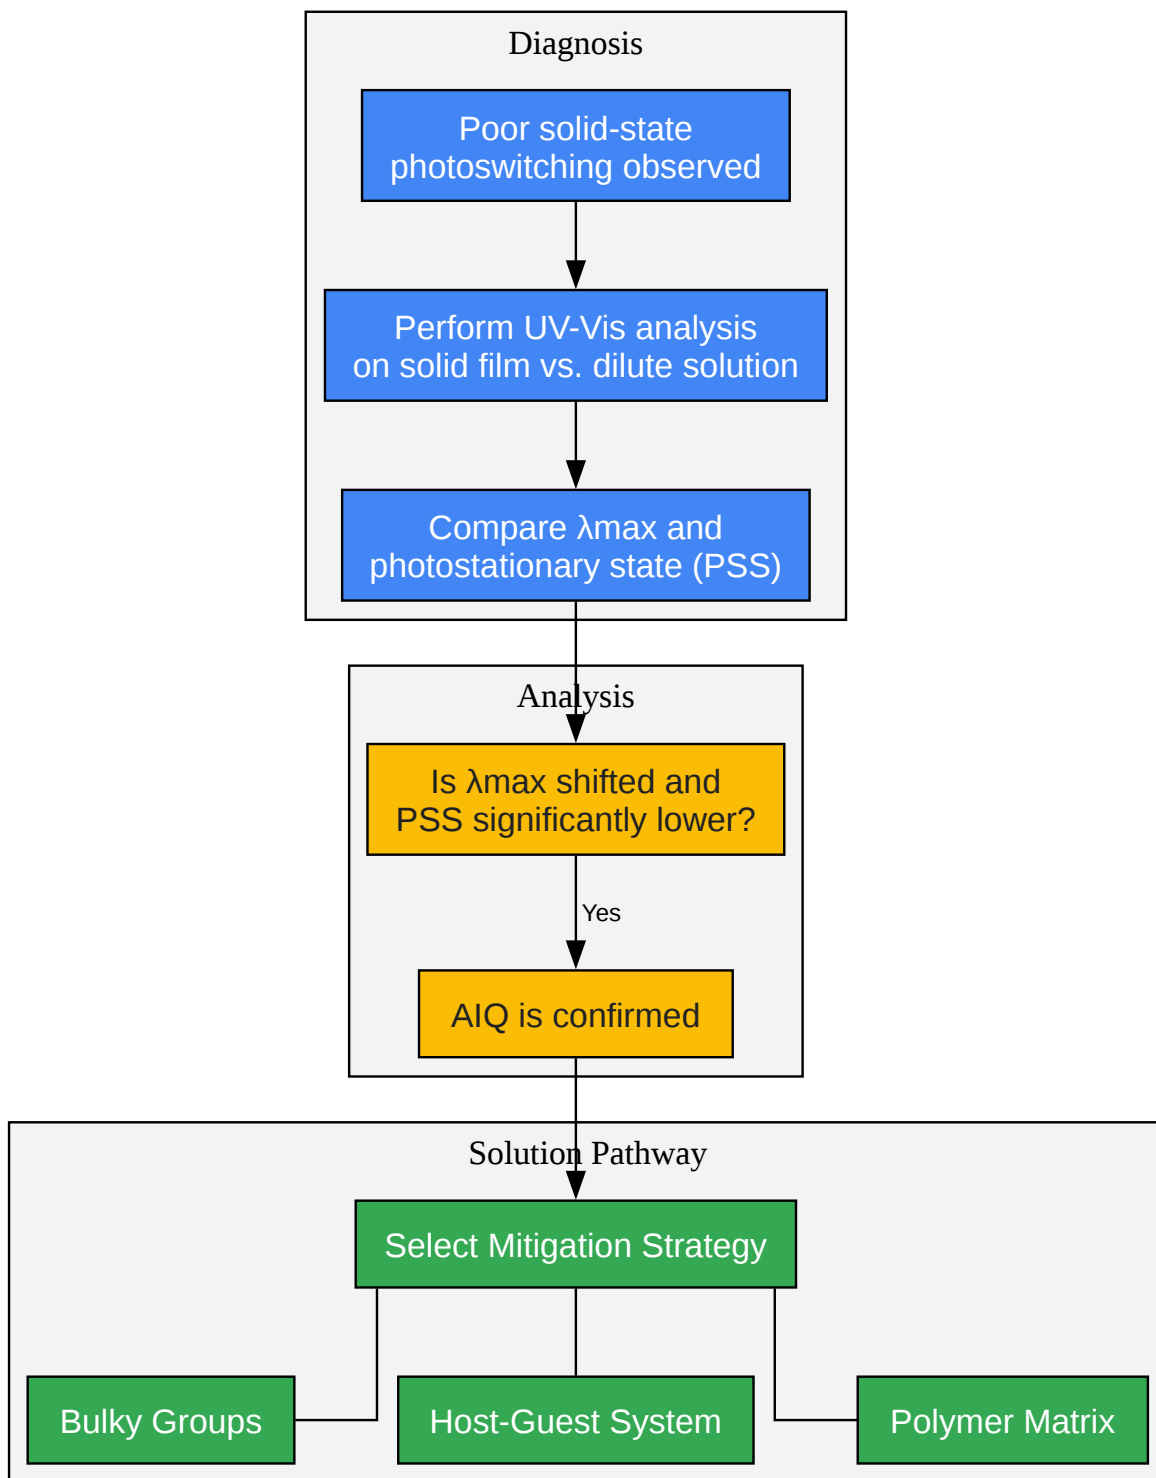 Diagnosis
Poor solid-state
photoswitching observed
Perform UV-Vis analysis
on solid film vs. dilute solution
Compare λmax and
photostationary state (PSS)
Analysis
Is λmax shifted and
PSS significantly lower?
Yes
AIQ is confirmed
Solution Pathway
Select Mitigation Strategy
Bulky Groups
Host-Guest System
Polymer Matrix